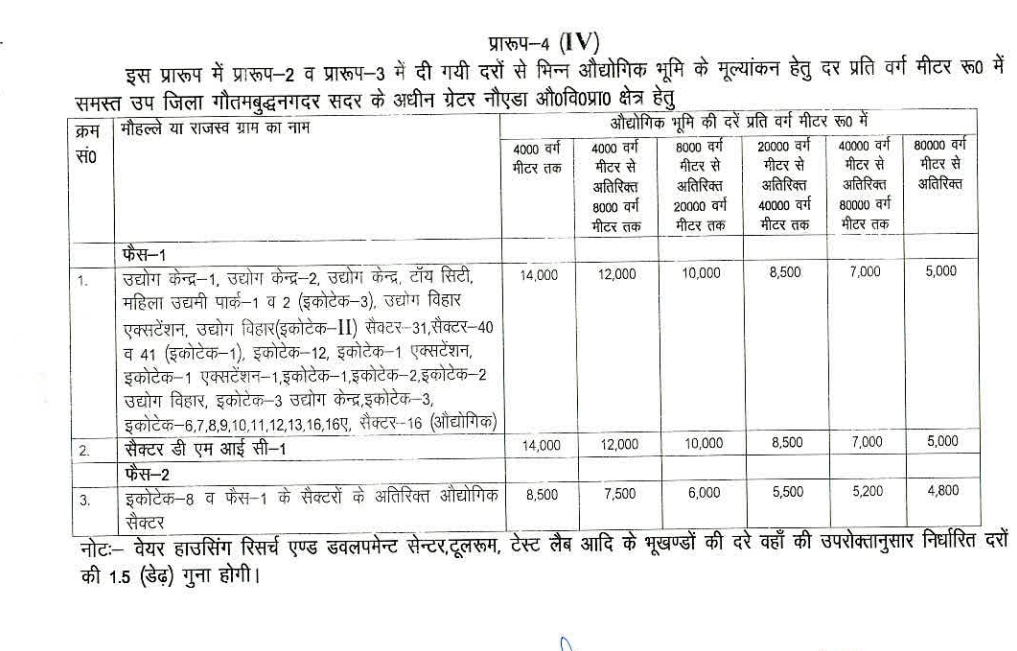 प्रारूप–4 (IV)
इस प्रारूप में प्रारूप–2 व प्रारूप–3 में दी गयी दरों से भिन्न औद्योगिक भूमि के मूल्यांकन हेतु दर प्रति वर्ग मीटर रू0 में
समस्त उप जिला गौतमबुद्धनगदर सदर के अधीन ग्रेटर नौएडा औ0वि0प्रा0 क्षेत्र हेतु
क्रम सं0
मौहल्ले या राजस्व ग्राम का नाम
औद्योगिक भूमि की दरें प्रति वर्ग मीटर रू0 में
4000 वर्ग मीटर तक
4000 वर्ग मीटर से अतिरिक्त 8000 वर्ग मीटर तक
8000 वर्ग मीटर से अतिरिक्त 20000 वर्ग मीटर तक
20000 वर्ग मीटर से अतिरिक्त 40000 वर्ग मीटर तक
40000 वर्ग मीटर से अतिरिक्त 80000 वर्ग मीटर तक
80000 वर्ग मीटर से अतिरिक्त
फैस–1
1. उद्योग केन्द्र–1, उद्योग केन्द्र–2, उद्योग केन्द्र, टॉय सिटी, 14,000 12,000 10,000 8,500 7,000 5,000
महिला उद्यमी पार्क–1 व 2 (इकोटेक–3), उद्योग विहार
एक्सटेंशन, उद्योग विहार(इकोटेक–II) सैक्टर–31,सैक्टर–40
व 41 (इकोटेक–1), इकोटेक–12, इकोटेक–1 एक्सटेंशन,
इकोटेक–1 एक्सटेंशन–1,इकोटेक–1,इकोटेक–2,इकोटेक–2
उद्योग विहार, इकोटेक–3 उद्योग केन्द्र,इकोटेक–3,
इकोटेक–6,7,8,9,10,11,12,13,16,16ए, सैक्टर–16 (औद्योगिक)
2. सैक्टर डी एम आई सी–1 14,000 12,000 10,000 8,500 7,000 5,000
फैस–2
3. इकोटेक–8 व फैस–1 के सैक्टरों के अतिरिक्त औद्योगिक 8,500 7,500 6,000 5,500 5,200 4,800
सैक्टर
नोटः– वेयर हाउसिंग रिसर्च एण्ड डवलपमेन्ट सेन्टर,टूलरूम, टेस्ट लैब आदि के भूखण्डों की दरे वहाँ की उपरोक्तानुसार निर्धारित दरों
की 1.5 (डेढ़) गुना होगी।